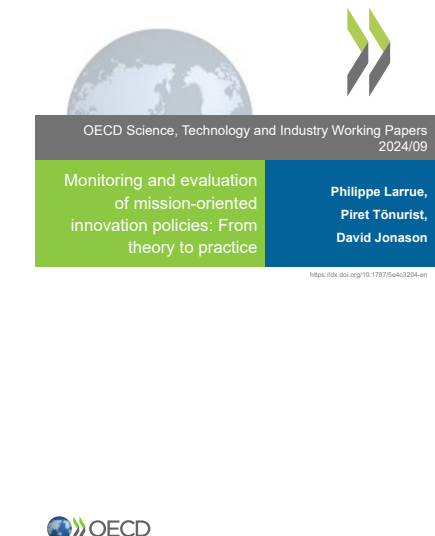 OECD Science, Technology and Industry Working Papers
2024/09
Monitoring and evaluation
of mission-oriented
innovation policies: From
theory to practice
Philippe Larrue,
Piret Tõnurist,
David Jonason
https://dx.doi.org/10.1787/5e4c3204-en
OECD